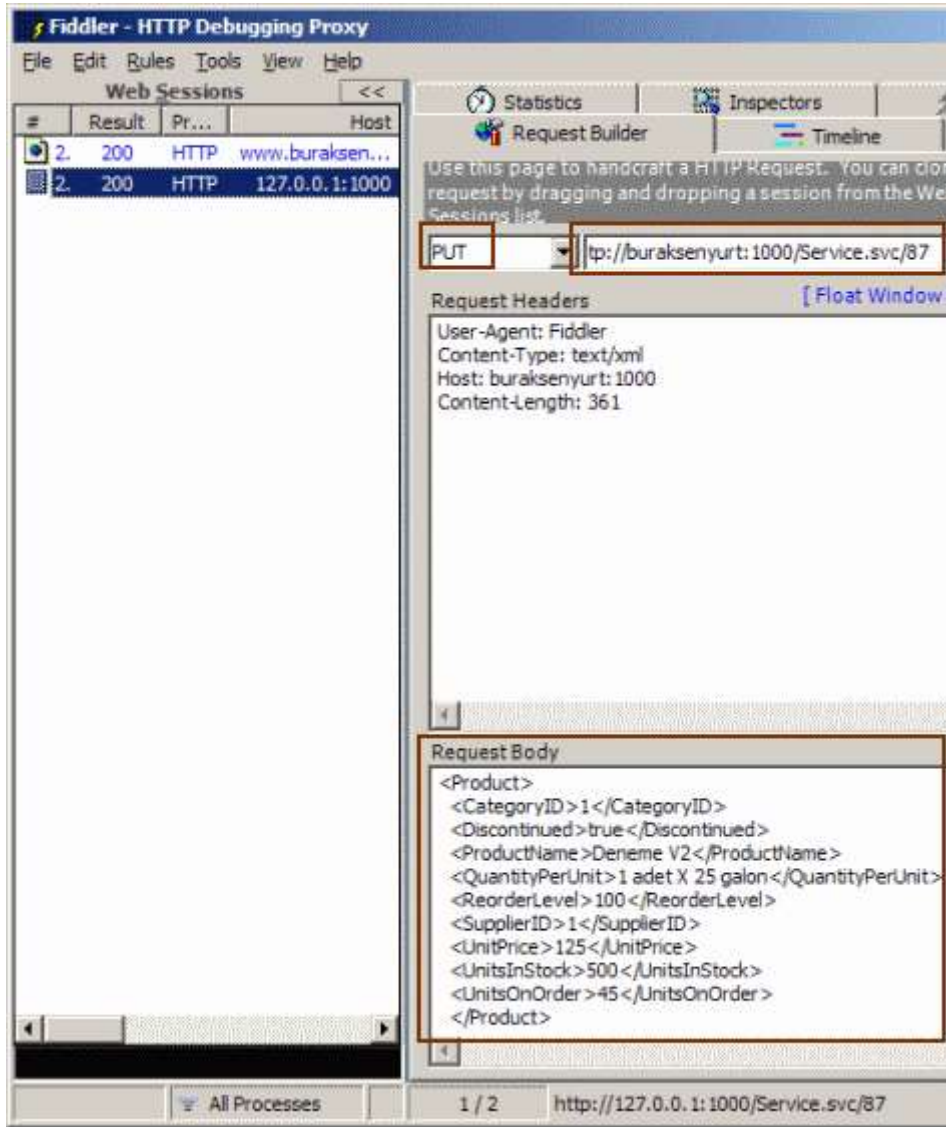 Fiddler - HTTP Debugging Proxy
File Edit Rules Tools View Help
Web Sessions <<
# Result Pr... Host
2. 200 HTTP www.buraksen...
2. 200 HTTP 127.0.0.1:1000
Statistics Inspectors
Request Builder Timeline
Use this page to handcraft a HTTP Request. You can clon
request by dragging and dropping a session from the We
Sessions list.
PUT tp://buraksenyurt:1000/Service.svc/87
Request Headers [ Float Window
User-Agent: Fiddler
Content-Type: text/xml
Host: buraksenyurt:1000
Content-Length: 361
Request Body
<Product>
<CategoryID>1</CategoryID>
<Discontinued>true</Discontinued>
<ProductName>Deneme V2</ProductName>
<QuantityPerUnit>1 adet X 25 galon</QuantityPerUnit>
<ReorderLevel>100</ReorderLevel>
<SupplierID>1</SupplierID>
<UnitPrice>125</UnitPrice>
<UnitsInStock>500</UnitsInStock>
<UnitsOnOrder>45</UnitsOnOrder>
</Product>
All Processes 1 / 2 http://127.0.0.1:1000/Service.svc/87